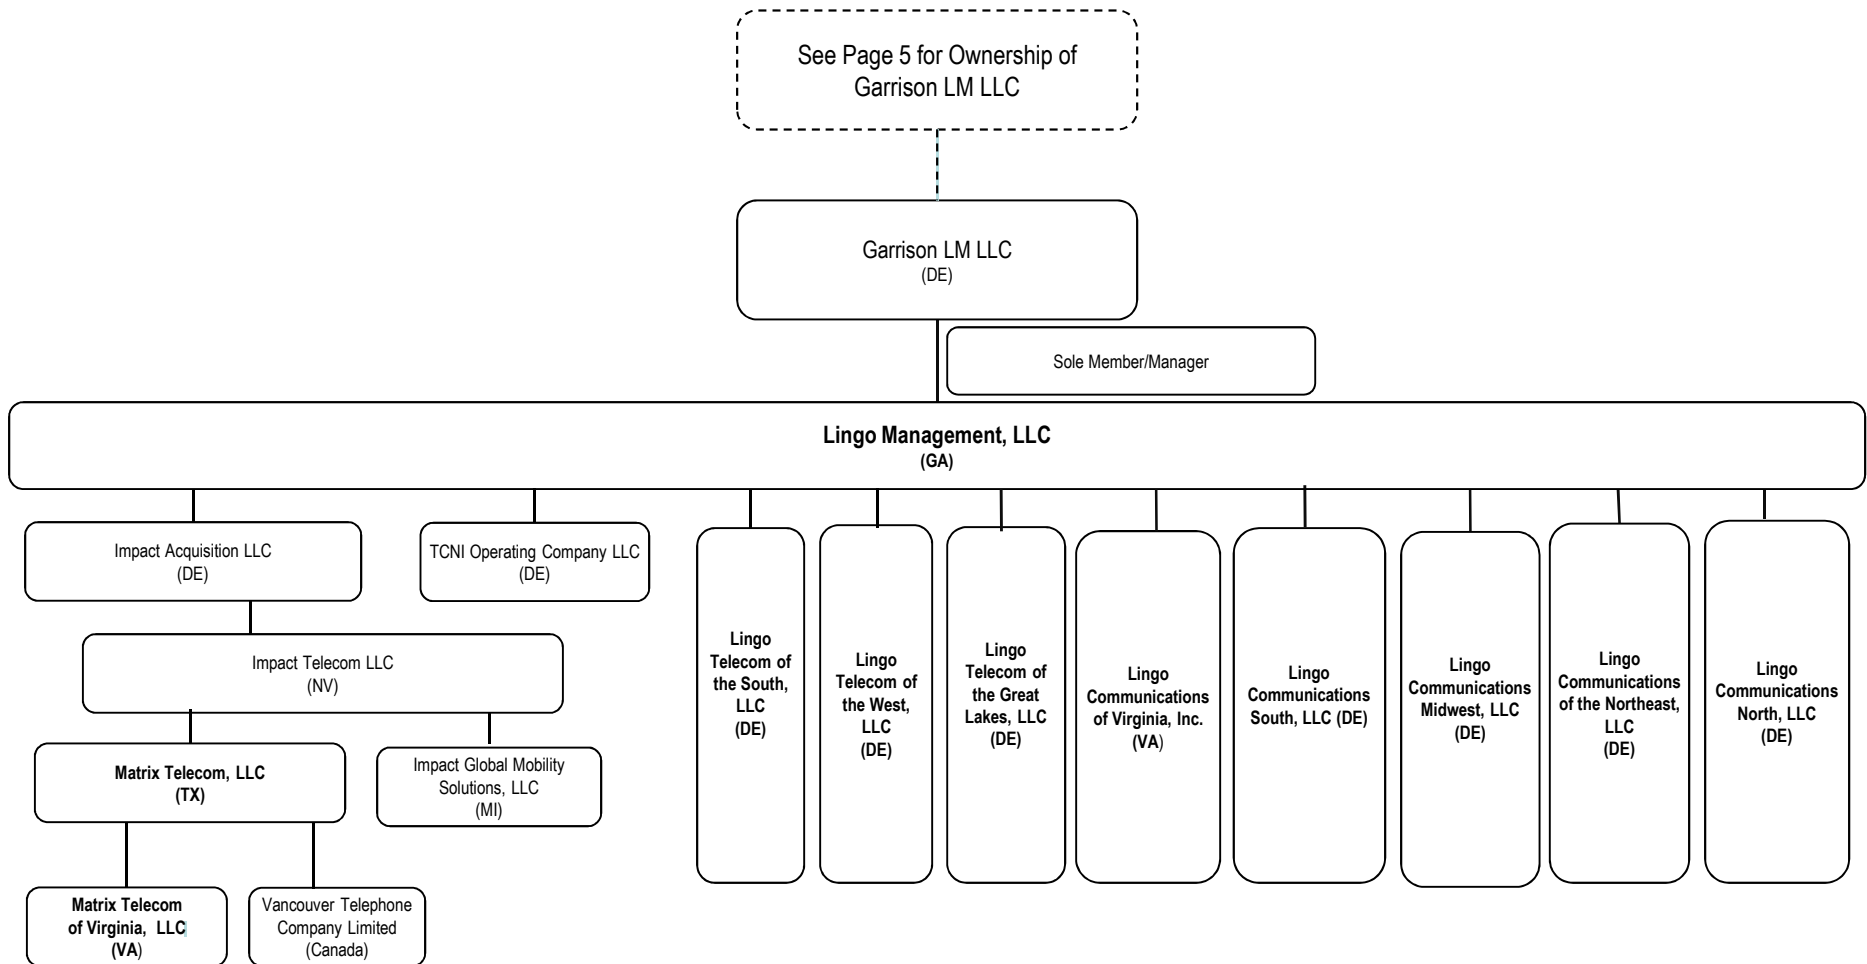 See Page 5 for Ownership of
Garrison LM LLC
Garrison LM LLC
(DE)
Sole Member/Manager
Lingo Management, LLC
(GA)
Impact Acquisition LLC
(DE)
TCNI Operating Company LLC
(DE)
Impact Telecom LLC
(NV)
Matrix Telecom, LLC
(TX)
Impact Global Mobility
Solutions, LLC
(MI)
Matrix Telecom
of Virginia, LLC
(VA)
Vancouver Telephone
Company Limited
(Canada)
Lingo
Telecom of
the South,
LLC
(DE)
Lingo
Telecom of
the West,
LLC
(DE)
Lingo
Telecom of
the Great
Lakes, LLC
(DE)
Lingo
Communications
of Virginia, Inc.
(VA)
Lingo
Communications
South, LLC (DE)
Lingo
Communications
Midwest, LLC
(DE)
Lingo
Communications
of the Northeast,
LLC
(DE)
Lingo
Communications
North, LLC
(DE)